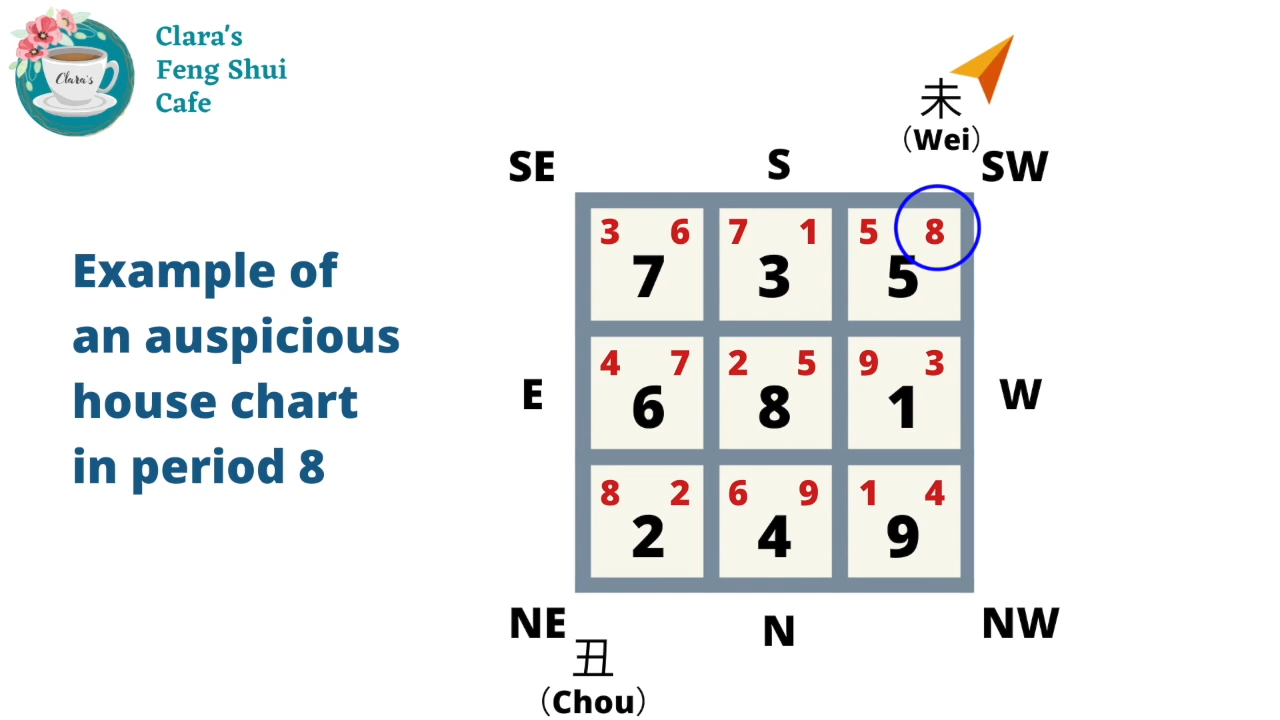 Clara's
Feng Shui
Cafe
Clara's
未
(Wei)
SE
S
SW
Example of
an auspicious
house chart
in period 8
3 6
7
7 1
3
5 8
5
E
4 7
6
2 5
8
9 3
1
W
8 2
2
6 9
4
1 4
9
NE
N
NW
丑
(Chou)